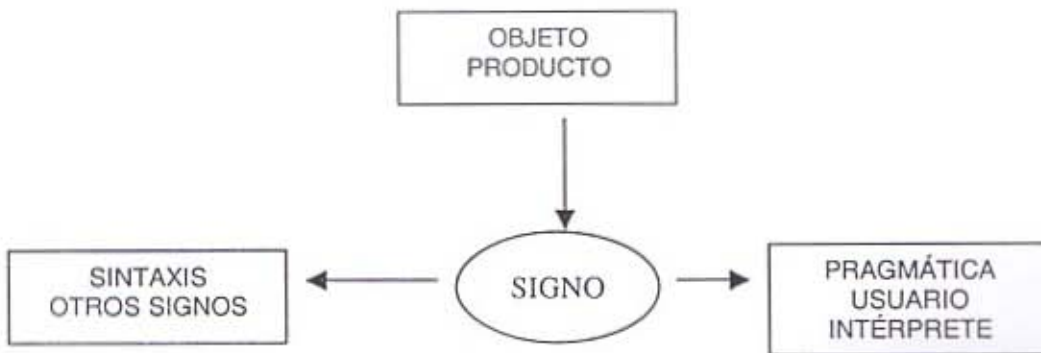 OBJETO
PRODUCTO
SINTAXIS
OTROS SIGNOS
SIGNO
PRAGMÁTICA
USUARIO
INTÉRPRETE